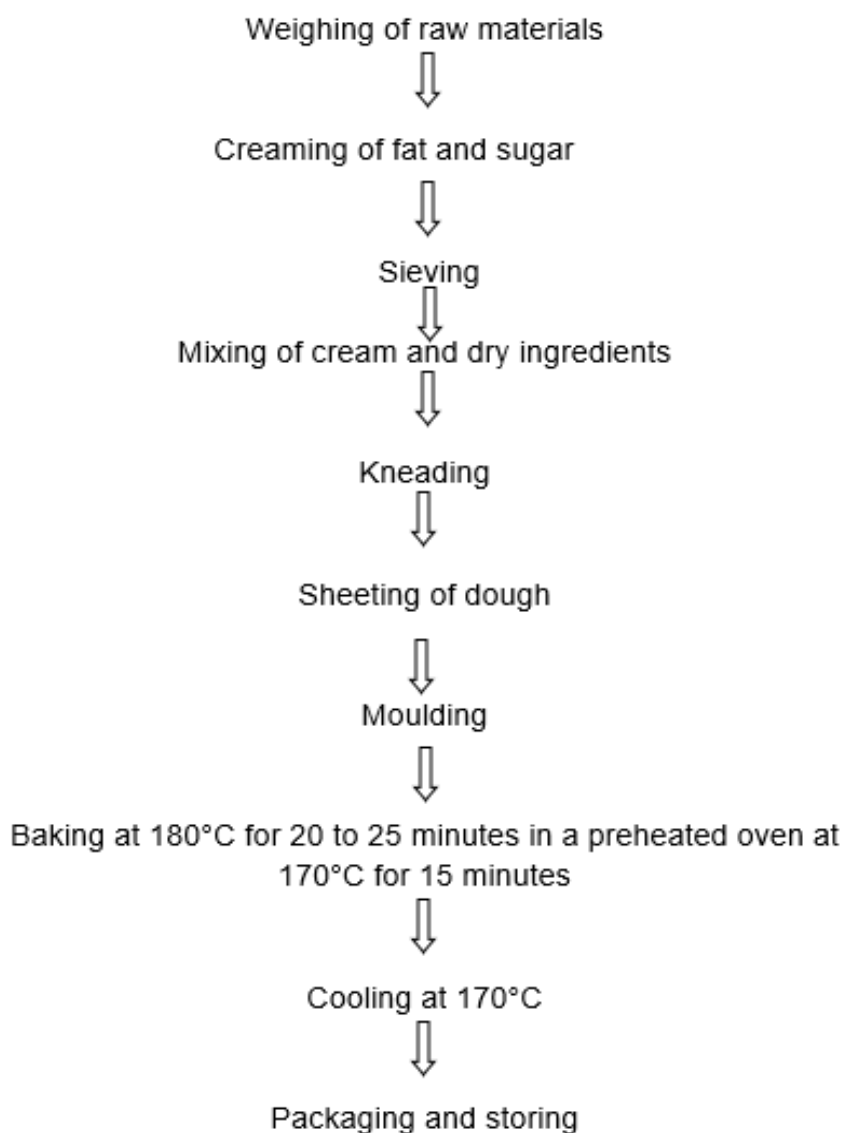 Weighing of raw materials
Creaming of fat and sugar
Sieving
Mixing of cream and dry ingredients
Kneading
Sheeting of dough
Moulding
Baking at 180°C for 20 to 25 minutes in a preheated oven at
170°C for 15 minutes
Cooling at 170°C
Packaging and storing